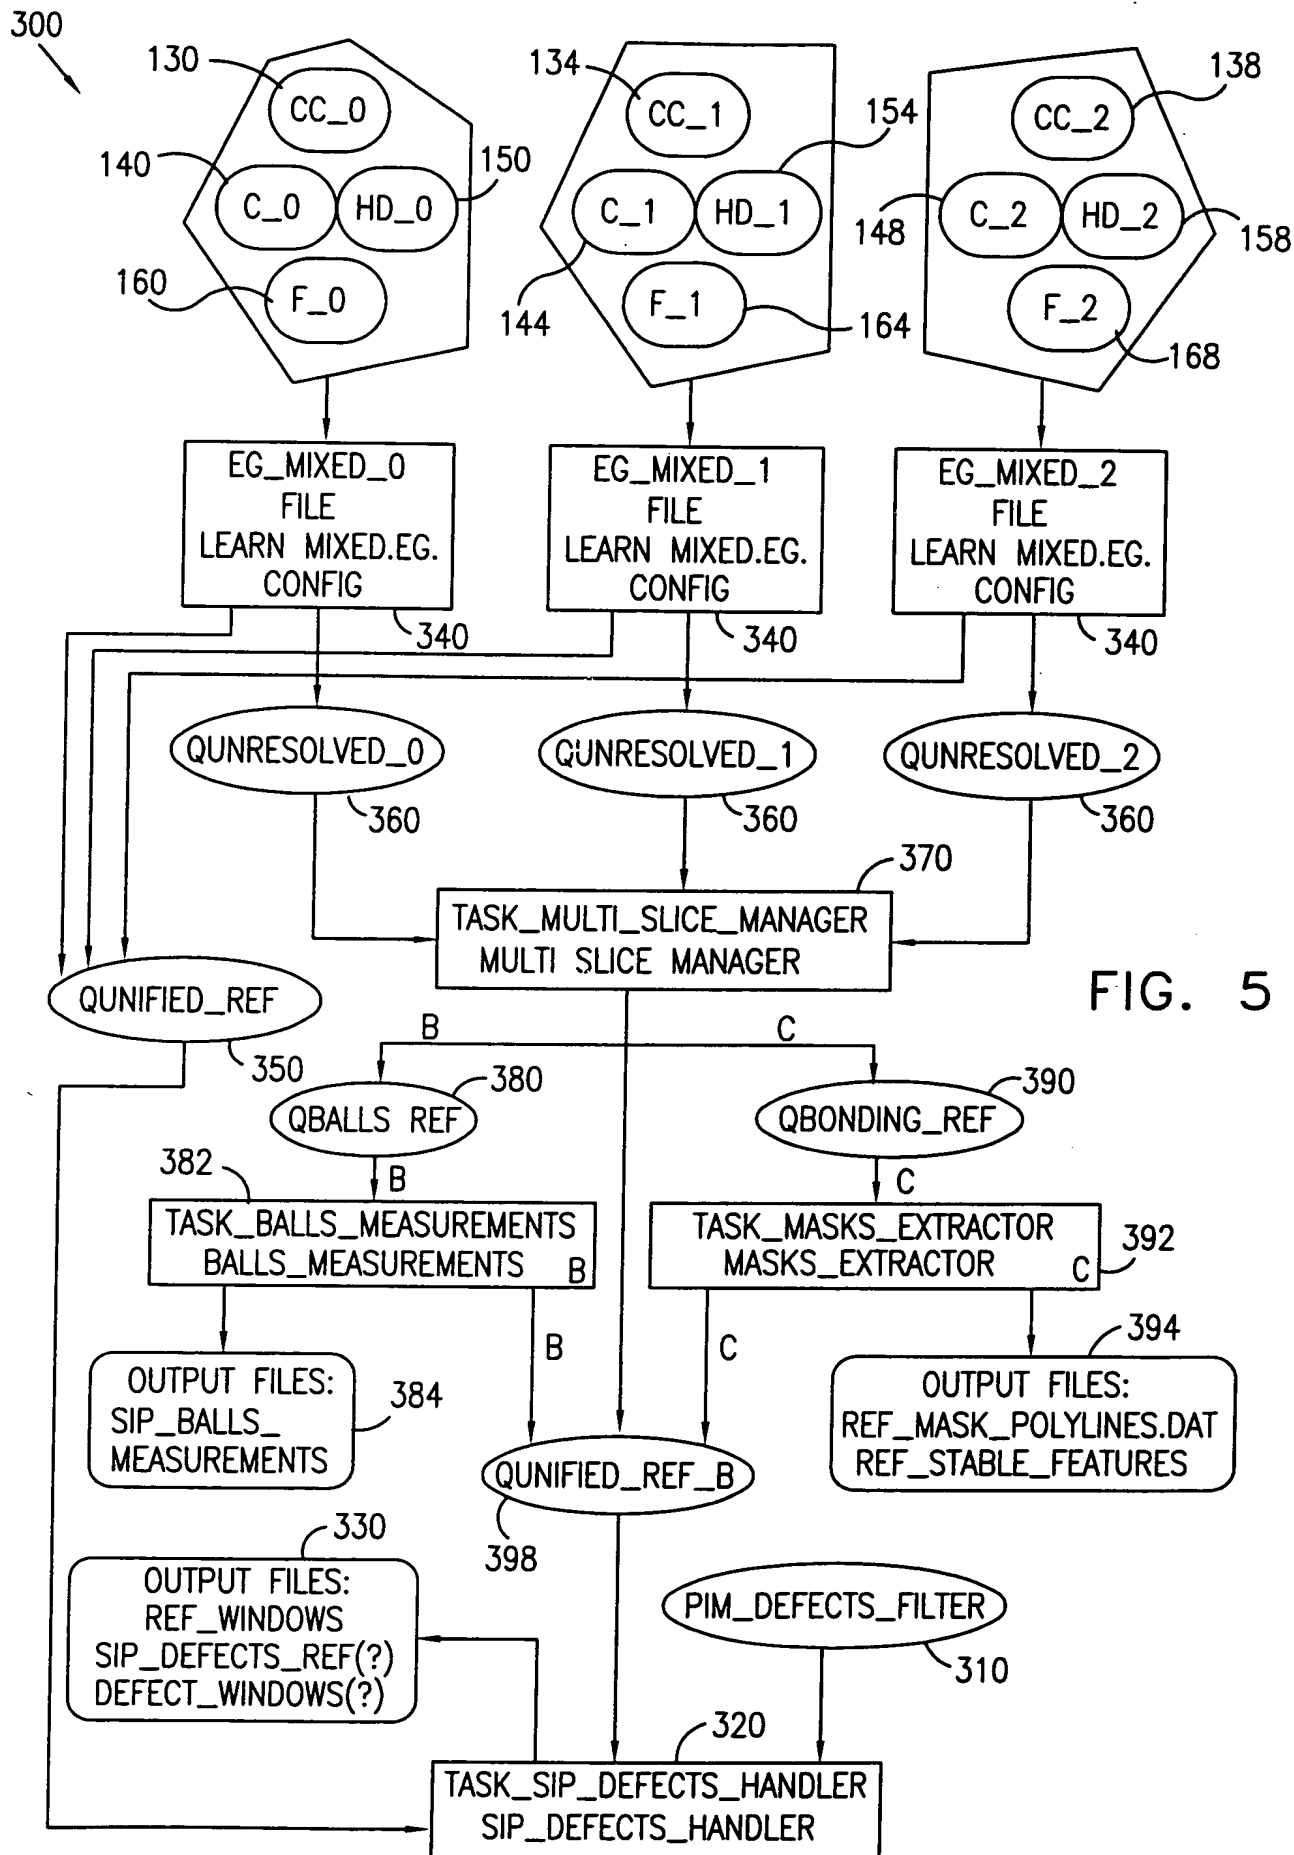 300
130
CC_0
140
150
C_0
HD_0
160
F_0
134
CC_1
154
C_1
HD_1
144
F_1
164
138
CC_2
148
C_2
HD_2
158
F_2
168
EG_MIXED_0
FILE
LEARN MIXED.EG.
CONFIG
340
EG_MIXED_1
FILE
LEARN MIXED.EG.
CONFIG
340
EG_MIXED_2
FILE
LEARN MIXED.EG.
CONFIG
340
QUNRESOLVED_0
360
QUNRESOLVED_1
360
QUNRESOLVED_2
360
370
TASK_MULTI_SLICE_MANAGER
MULTI SLICE MANAGER
QUNIFIED_REF
350
FIG. 5
B
C
380
QBALLS REF
390
QBONDING_REF
382
B
C
TASK_BALLS_MEASUREMENTS
BALLS_MEASUREMENTS B
TASK_MASKS_EXTRACTOR
MASKS_EXTRACTOR C
392
B
C
OUTPUT FILES:
SIP_BALLS_
MEASUREMENTS
384
394
OUTPUT FILES:
REF_MASK_POLYLINES.DAT
REF_STABLE_FEATURES
QUNIFIED_REF_B
398
330
OUTPUT FILES:
REF_WINDOWS
SIP_DEFECTS_REF(?)
DEFECT_WINDOWS(?)
PIM_DEFECTS_FILTER
310
320
TASK_SIP_DEFECTS_HANDLER
SIP_DEFECTS_HANDLER